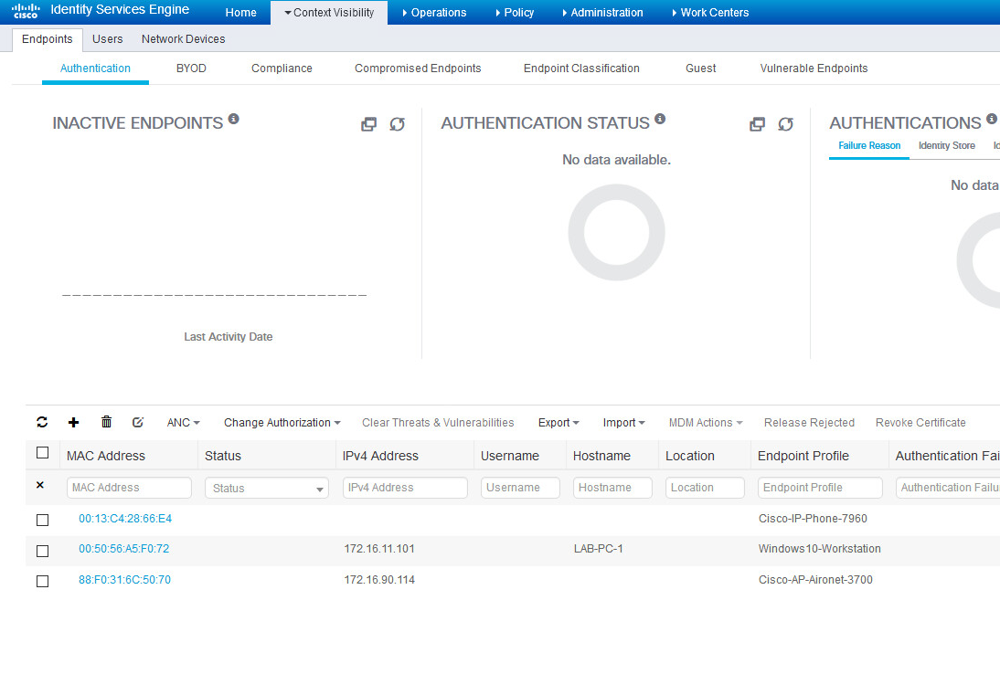 CISCO Identity Services Engine Home Context Visibility Operations Policy Administration Work Centers
Endpoints Users Network Devices
Authentication BYOD Compliance Compromised Endpoints Endpoint Classification Guest Vulnerable Endpoints
INACTIVE ENDPOINTS
Last Activity Date
AUTHENTICATION STATUS
No data available.
AUTHENTICATIONS
Failure Reason Identity Store Id
No data
ANC Change Authorization Clear Threats & Vulnerabilities Export Import MDM Actions Release Rejected Revoke Certificate
MAC Address Status IPv4 Address Username Hostname Location Endpoint Profile Authentication Fai
MAC Address Status IPv4 Address Username Hostname Location Endpoint Profile Authentication Failu
00:13:C4:28:66:E4 Cisco-IP-Phone-7960
00:50:56:A5:F0:72 172.16.11.101 LAB-PC-1 Windows10-Workstation
88:F0:31:6C:50:70 172.16.90.114 Cisco-AP-Aironet-3700